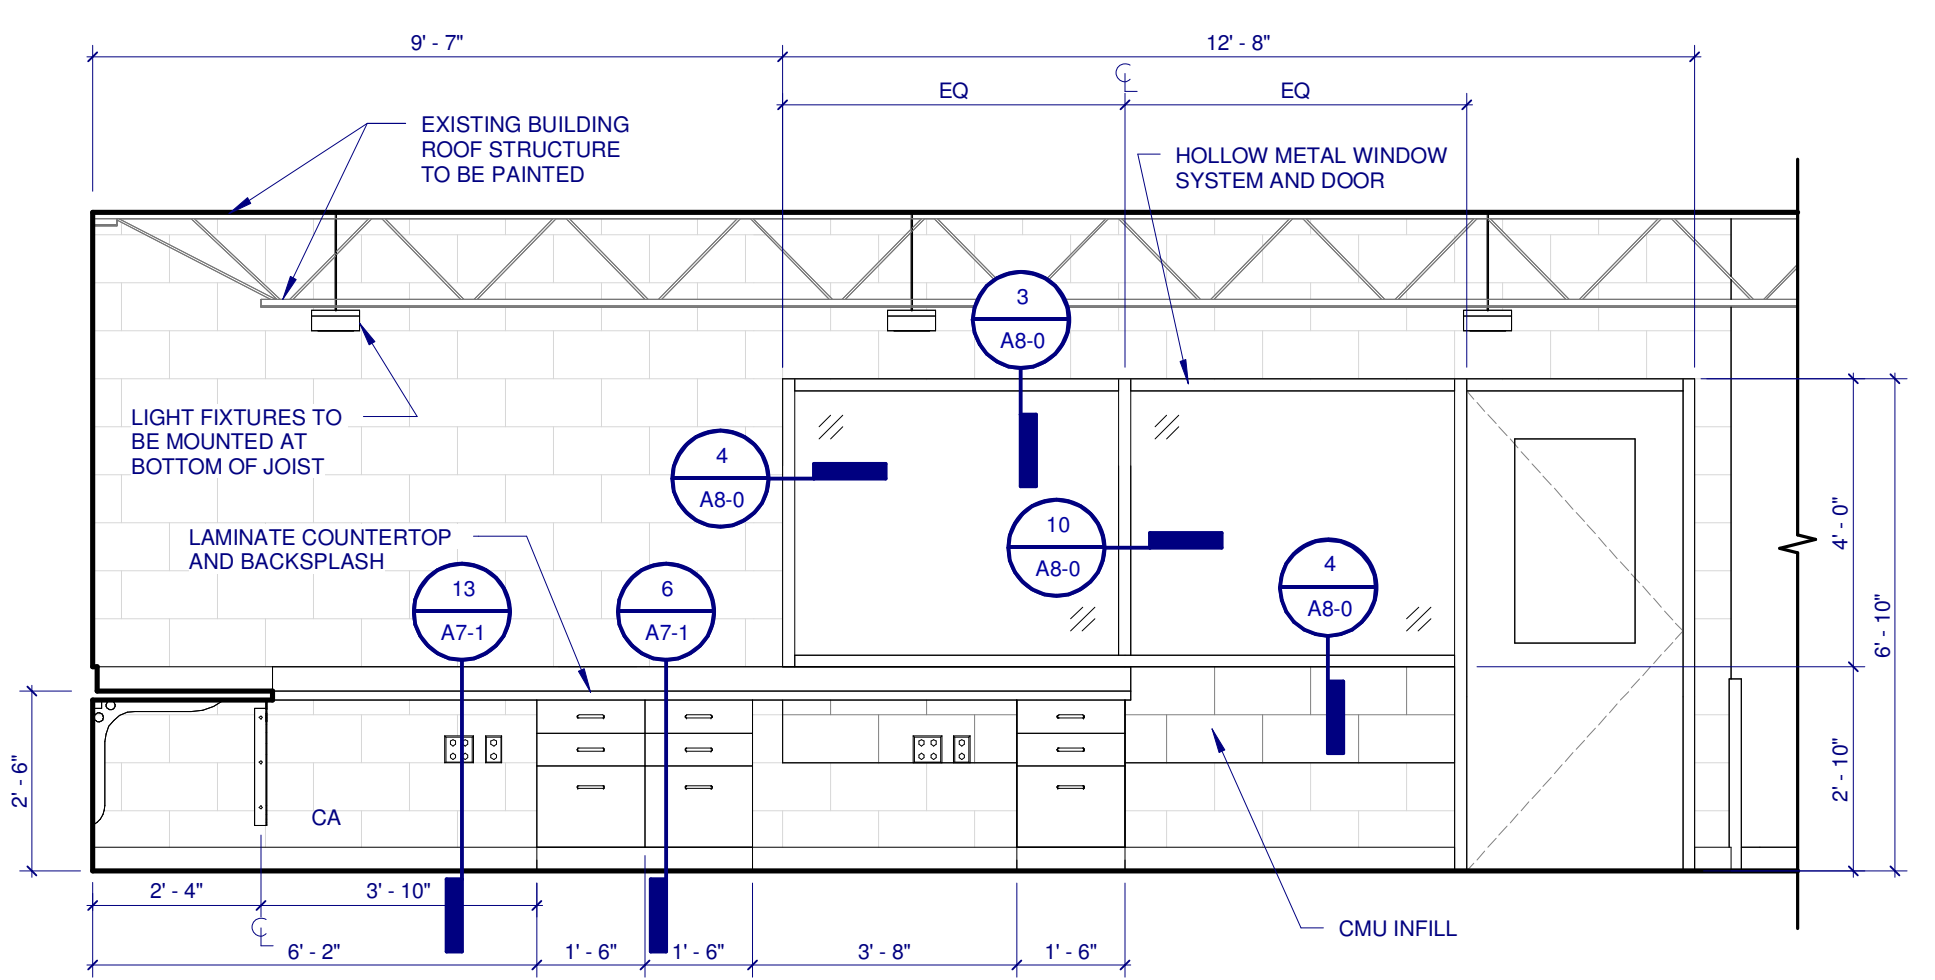 9' - 7"
12' - 8"
EQ
EQ
EXISTING BUILDING
ROOF STRUCTURE
TO BE PAINTED
HOLLOW METAL WINDOW
SYSTEM AND DOOR
3
A8-0
LIGHT FIXTURES TO
BE MOUNTED AT
BOTTOM OF JOIST
4
A8-0
10
A8-0
4
A8-0
LAMINATE COUNTERTOP
AND BACKSPLASH
13
A7-1
6
A7-1
4' - 0"
6' - 10"
2' - 10"
2' - 6"
CA
2' - 4"
3' - 10"
6' - 2"
1' - 6"
1' - 6"
3' - 8"
1' - 6"
CMU INFILL